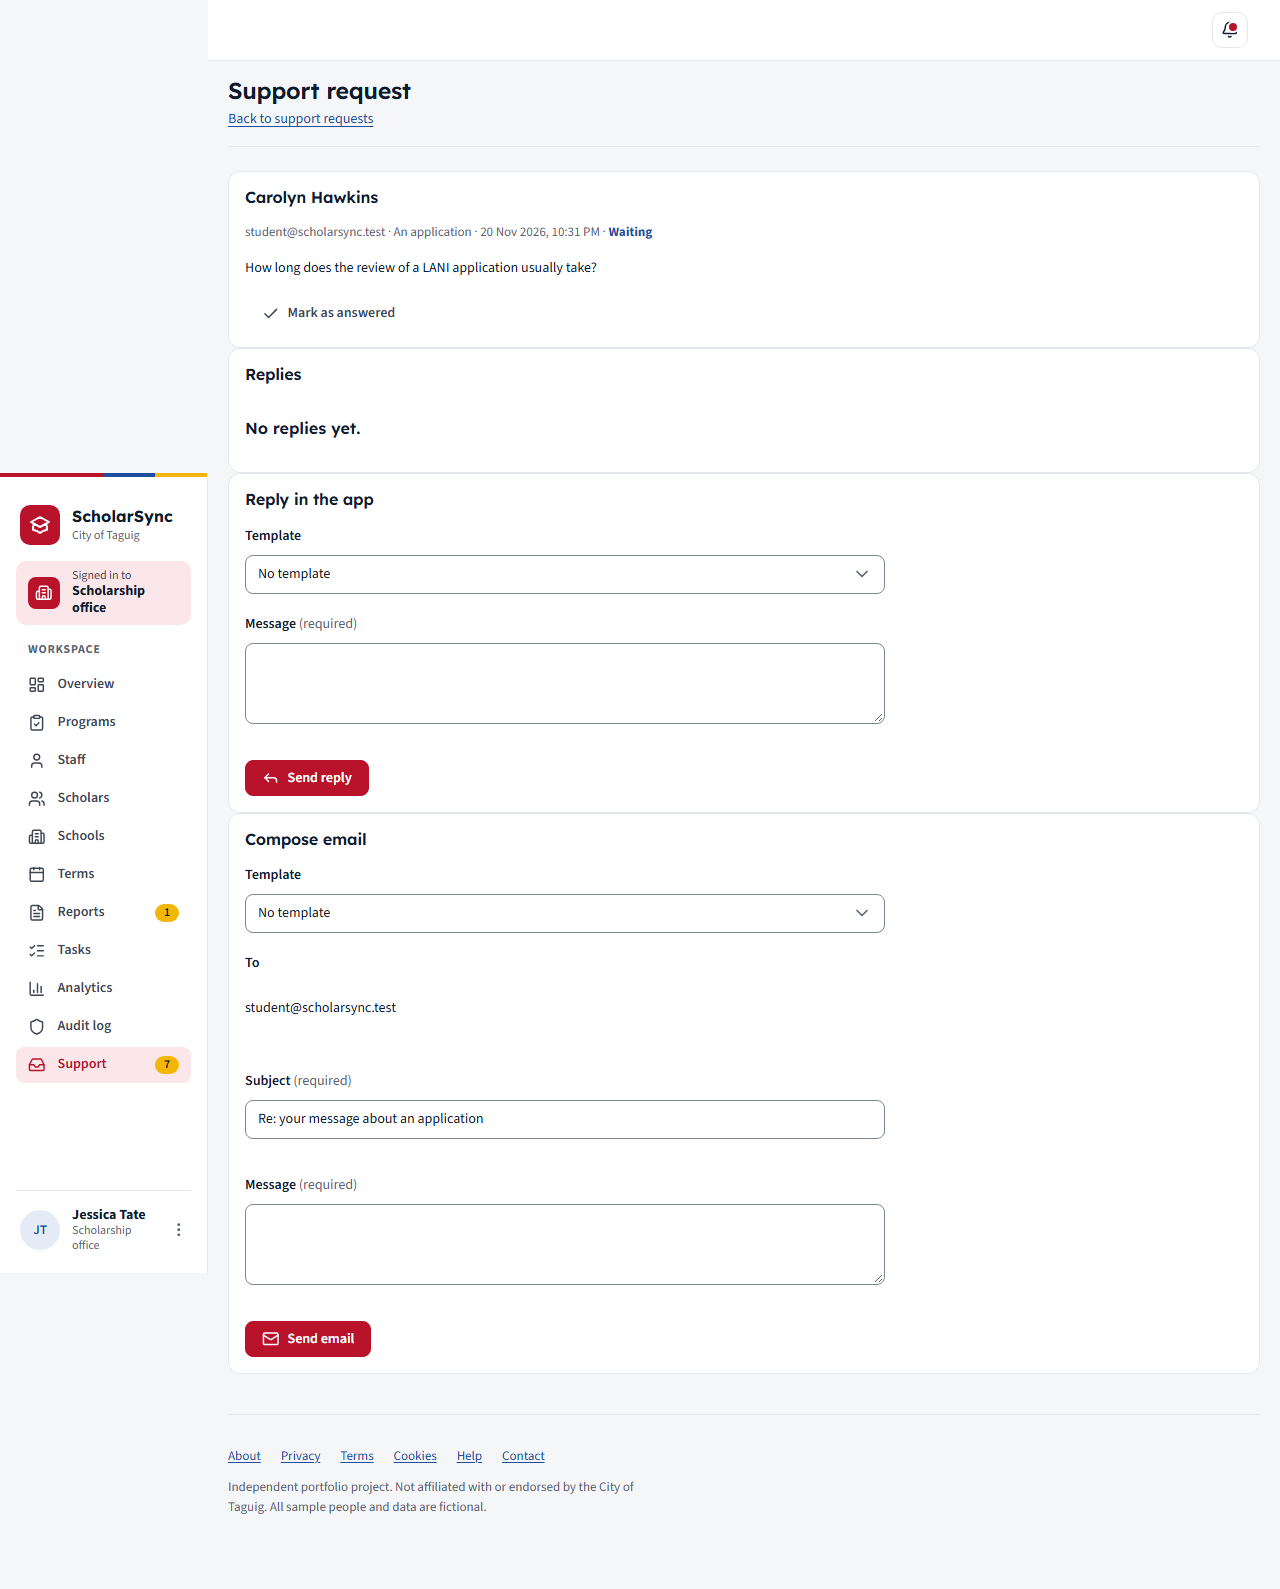 Support request
Back to support requests
Carolyn Hawkins
student@scholarsync.test · An application · 20 Nov 2026, 10:31 PM · Waiting
How long does the review of a LANI application usually take?
Mark as answered
Replies
No replies yet.
ScholarSync
City of Taguig
Signed in to
Scholarship
office
WORKSPACE
Overview
Programs
Staff
Scholars
Schools
Terms
Reports 1
Tasks
Analytics
Audit log
Support 7
JT
Jessica Tate
Scholarship
office
Reply in the app
Template
No template
Message (required)
Send reply
Compose email
Template
No template
To
student@scholarsync.test
Subject (required)
Re: your message about an application
Message (required)
Send email
About Privacy Terms Cookies Help Contact
Independent portfolio project. Not affiliated with or endorsed by the City of
Taguig. All sample people and data are fictional.